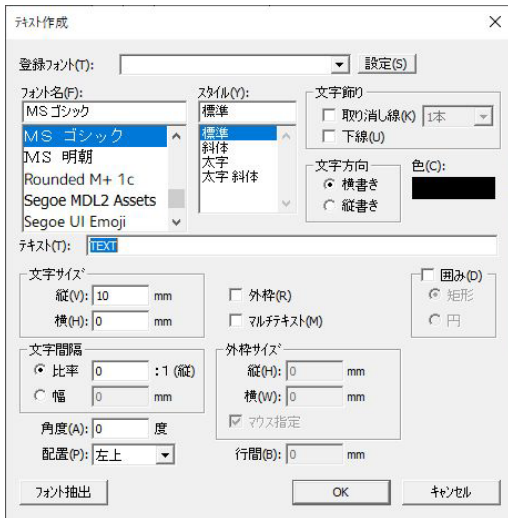 テキスト作成
登録フォント(T):
設定(S)
フォント名(F):
MS ゴシック
MS ゴシック
MS 明朝
Rounded M+ 1c
Segoe MDL2 Assets
Segoe UI Emoji
スタイル(Y):
標準
標準
斜体
太字
太字 斜体
文字飾り
取り消し線(K) 1本
下線(U)
文字方向
横書き
縦書き
色(C):
テキスト(T): TEXT
文字サイズ
縦(V): 10 mm
横(H): 0 mm
外枠(R)
マルチテキスト(M)
囲み(D)
矩形
円
文字間隔
比率 0 :1 (縦)
幅 0 mm
外枠サイズ
縦(H): 0 mm
横(W): 0 mm
マウス指定
角度(A): 0 度
配置(P): 左上
行間(B): 0 mm
フォント抽出
OK
キャンセル